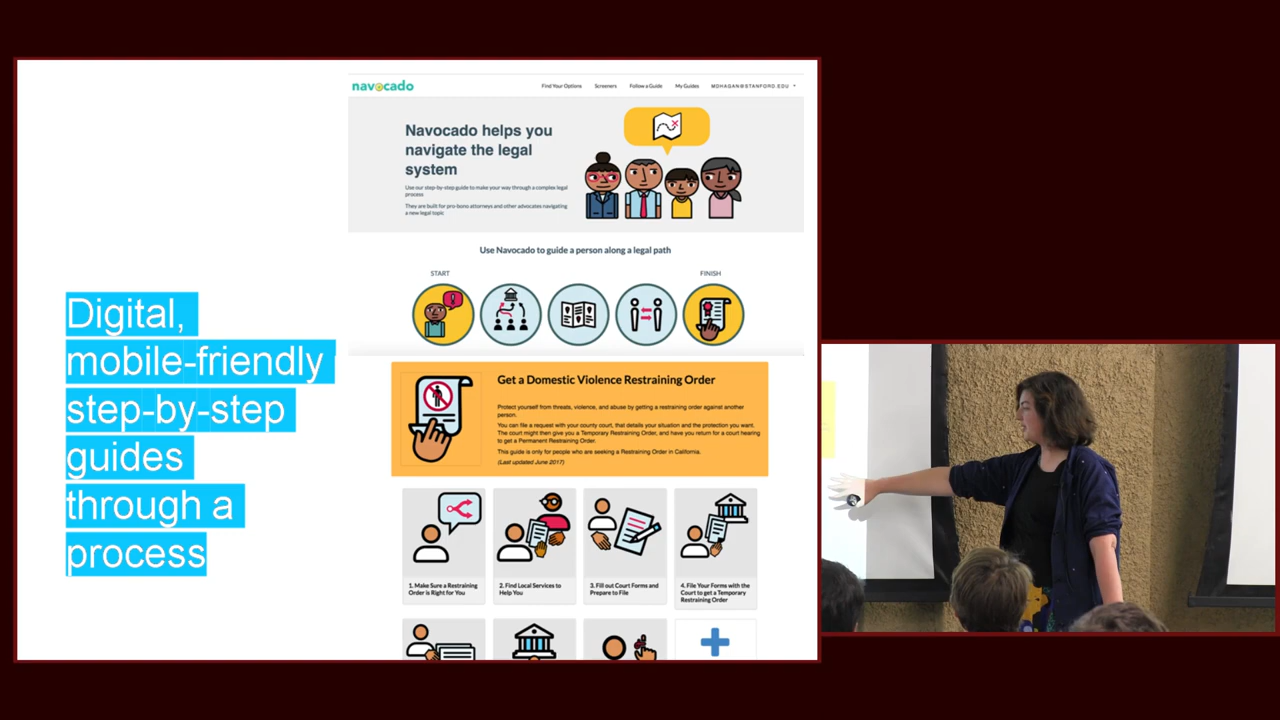 Digital,
mobile-friendly
step-by-step
guides
through a
process
navocado
Find Your Options Screeners Follow a Guide My Guides MDHAGAN@STANFORD.EDU
Navocado helps you
navigate the legal
system
Use our step-by-step guide to make your way through a complex legal
process
They are built for pro-bono attorneys and other advocates navigating
a new legal topic
Use Navocado to guide a person along a legal path
START
FINISH
Get a Domestic Violence Restraining Order
Protect yourself from threats, violence, and abuse by getting a restraining order against another
person.
You can file a request with your county court, that details your situation and the protection you want.
The court might then give you a Temporary Restraining Order, and have you return for a court hearing
to get a Permanent Restraining Order.
This guide is only for people who are seeking a Restraining Order in California.
(Last updated June 2017)
1. Make Sure a Restraining
Order is Right for You
2. Find Local Services to
Help You
3. Fill out Court Forms and
Prepare to File
4. File Your Forms with the
Court to get a Temporary
Restraining Order